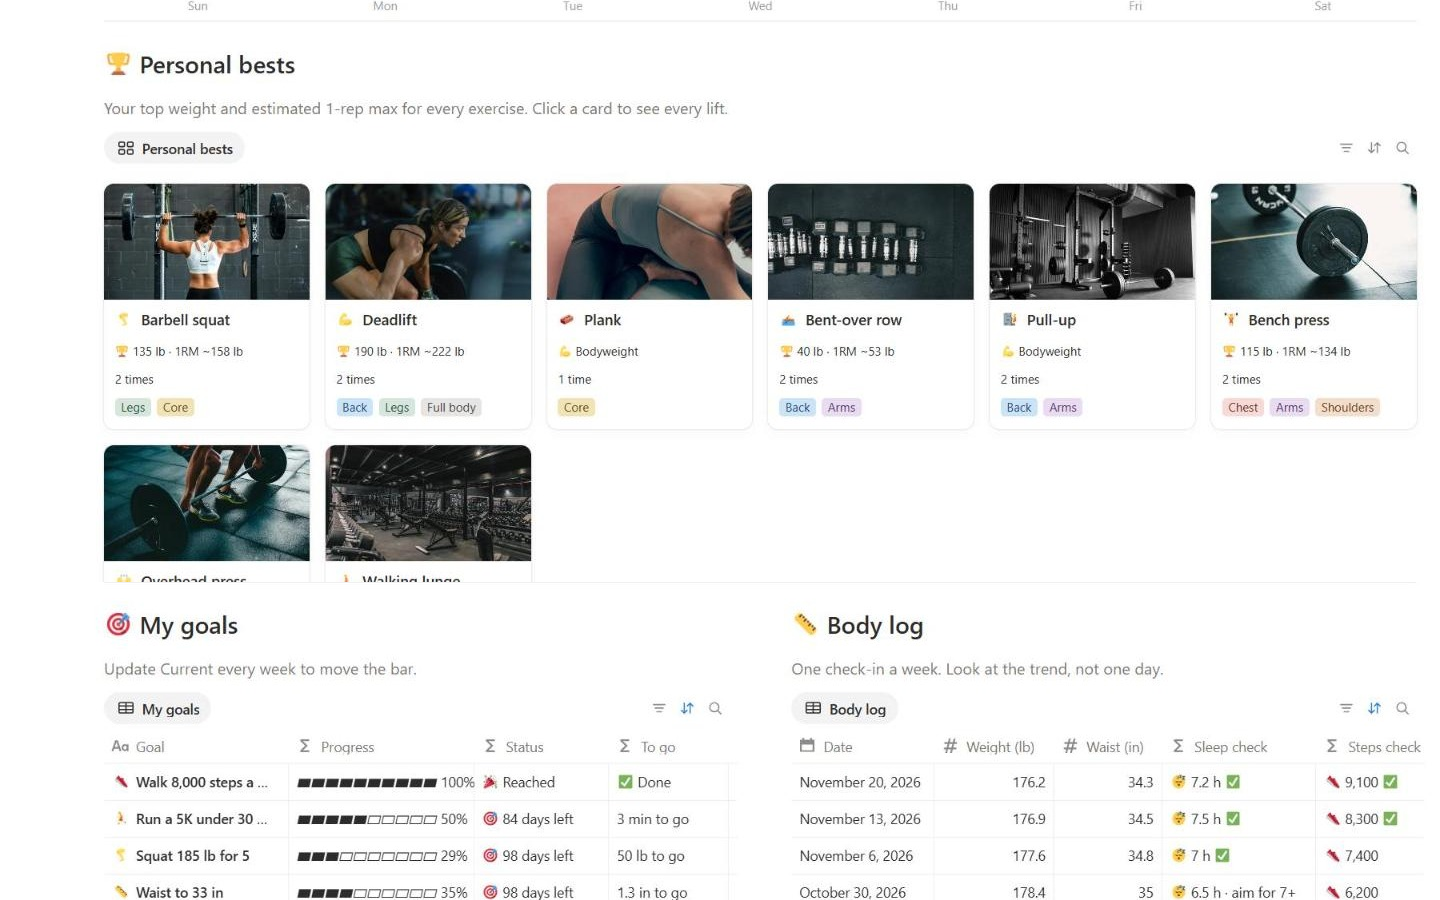 Sun Mon Tue Wed Thu Fri Sat
Personal bests
Your top weight and estimated 1-rep max for every exercise. Click a card to see every lift.
Personal bests
Barbell squat
135 lb · 1RM ~158 lb
2 times
Legs Core
Deadlift
190 lb · 1RM ~222 lb
2 times
Back Legs Full body
Plank
Bodyweight
1 time
Core
Bent-over row
40 lb · 1RM ~53 lb
2 times
Back Arms
Pull-up
Bodyweight
2 times
Back Arms
Bench press
115 lb · 1RM ~134 lb
2 times
Chest Arms Shoulders
Overhead press
Walking lunge
My goals
Update Current every week to move the bar.
My goals
Aa Goal Σ Progress Σ Status Σ To go
Walk 8,000 steps a ... 100% Reached Done
Run a 5K under 30 ... 50% 84 days left 3 min to go
Squat 185 lb for 5 29% 98 days left 50 lb to go
Waist to 33 in 35% 98 days left 1.3 in to go
Body log
One check-in a week. Look at the trend, not one day.
Body log
Date # Weight (lb) # Waist (in) Σ Sleep check Σ Steps check
November 20, 2026 176.2 34.3 7.2 h 9,100
November 13, 2026 176.9 34.5 7.5 h 8,300
November 6, 2026 177.6 34.8 7 h 7,400
October 30, 2026 178.4 35 6.5 h · aim for 7+ 6,200